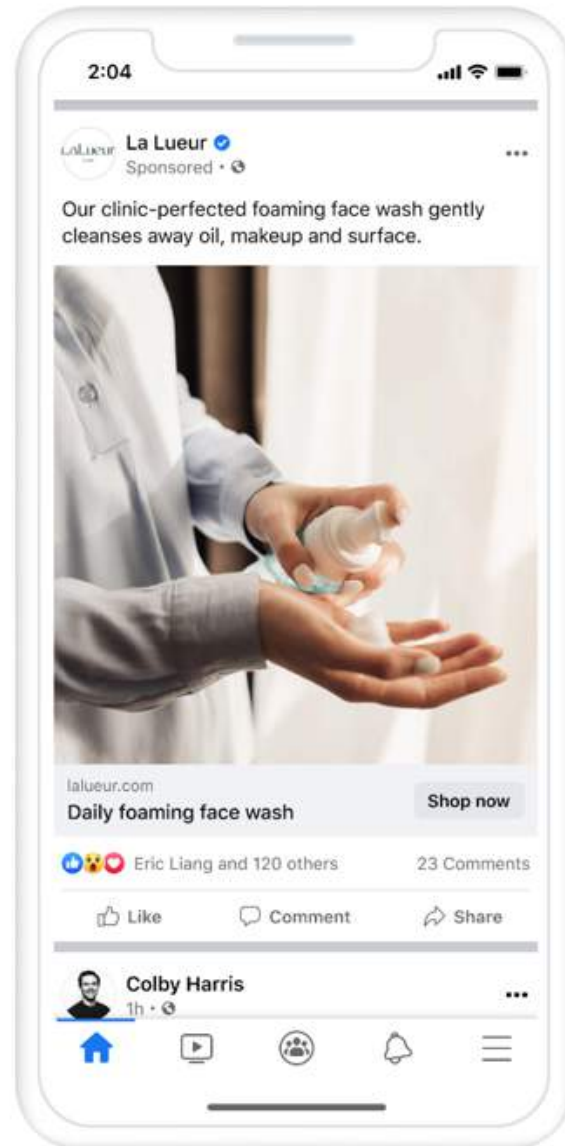 2:04
LaLueur
La Lueur
Sponsored ·
Our clinic-perfected foaming face wash gently
cleanses away oil, makeup and surface.
lalueur.com
Daily foaming face wash
Shop now
Eric Liang and 120 others
23 Comments
Like
Comment
Share
Colby Harris
1h ·